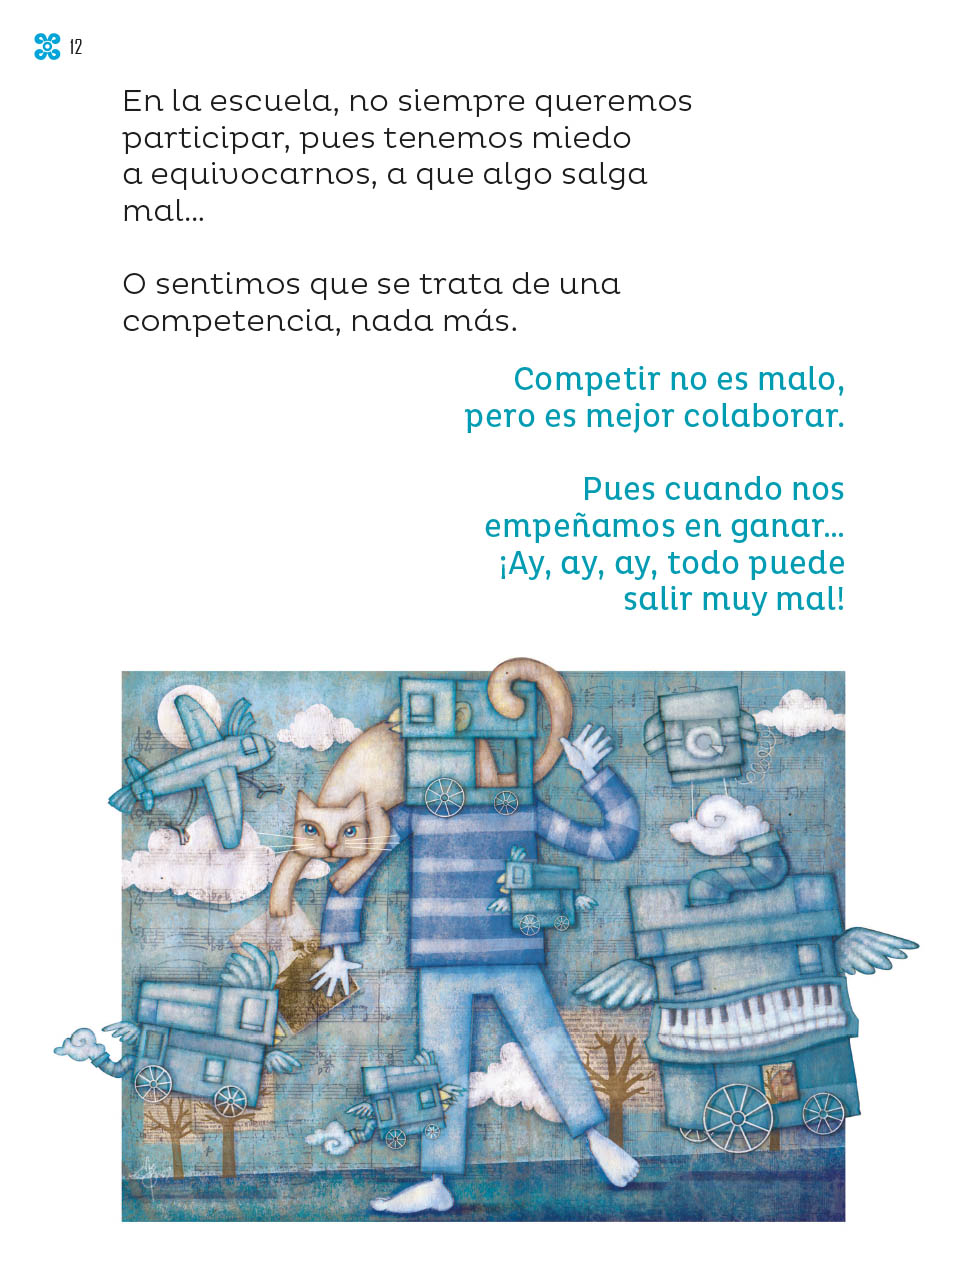 12
En la escuela, no siempre queremos
participar, pues tenemos miedo
a equivocarnos, a que algo salga
mal...
O sentimos que se trata de una
competencia, nada más.
Competir no es malo,
pero es mejor colaborar.
Pues cuando nos
empeñamos en ganar...
¡Ay, ay, ay, todo puede
salir muy mal!